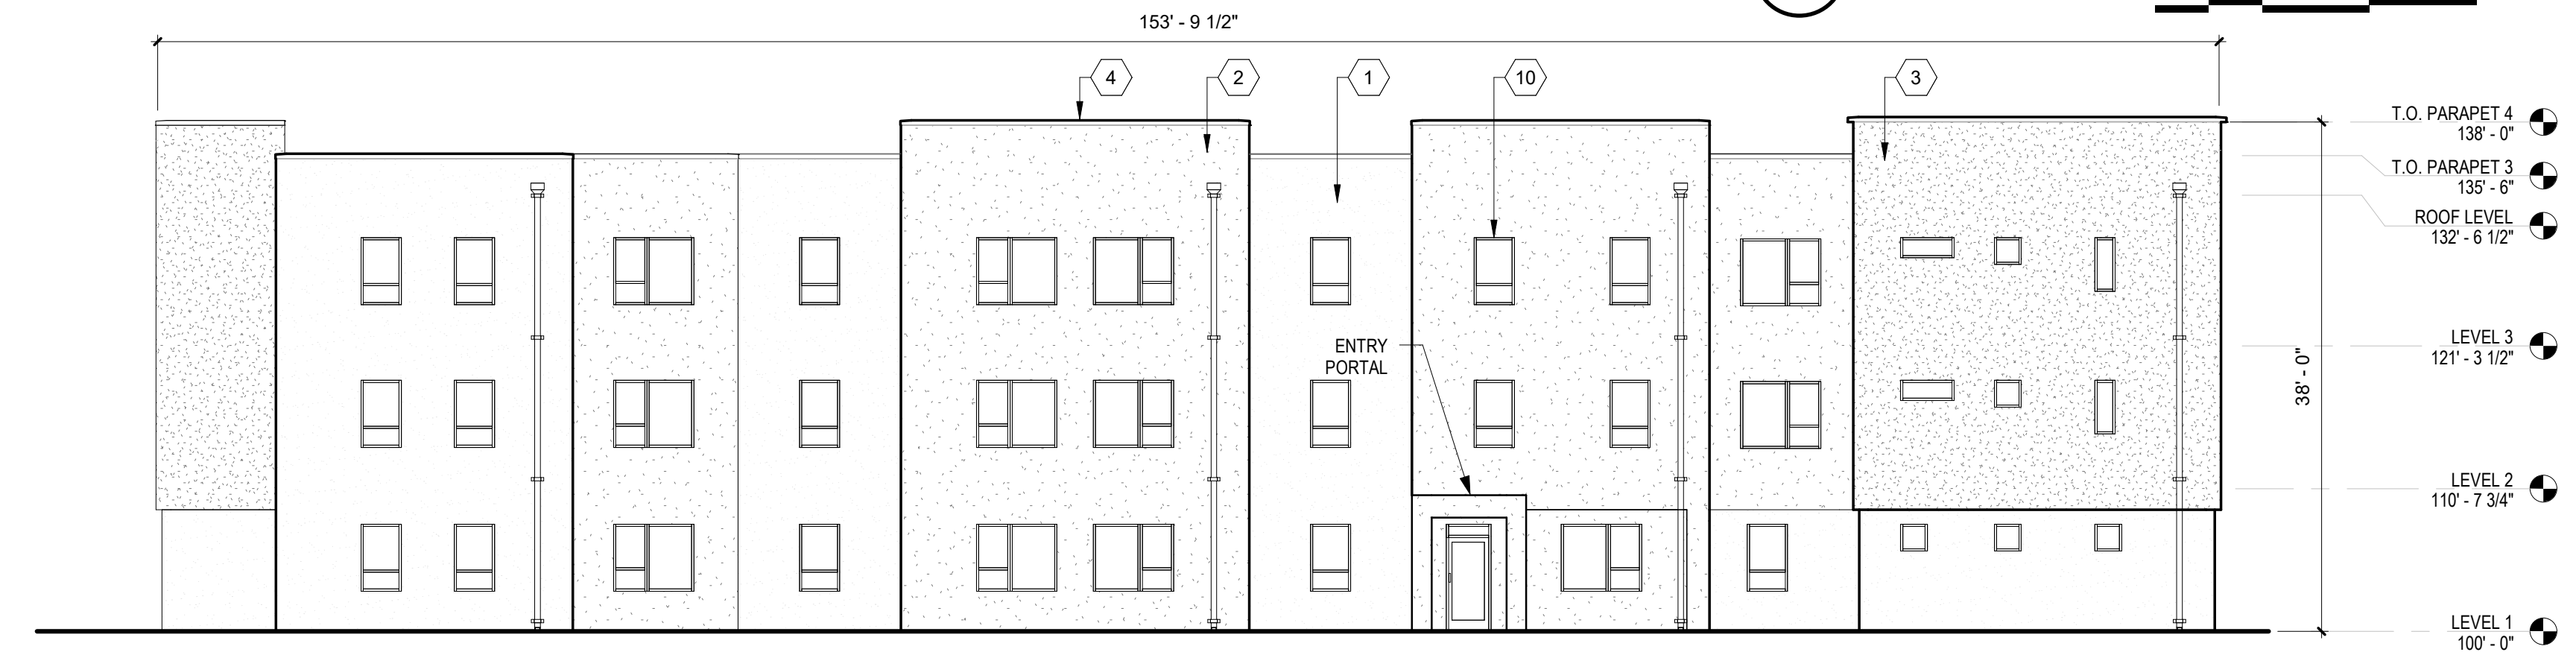 153' - 9 1/2"
4
2
1
10
3
T.O. PARAPET 4
138' - 0"
T.O. PARAPET 3
135' - 6"
ROOF LEVEL
132' - 6 1/2"
ENTRY
PORTAL
LEVEL 3
121' - 3 1/2"
38' - 0"
LEVEL 2
110' - 7 3/4"
LEVEL 1
100' - 0"